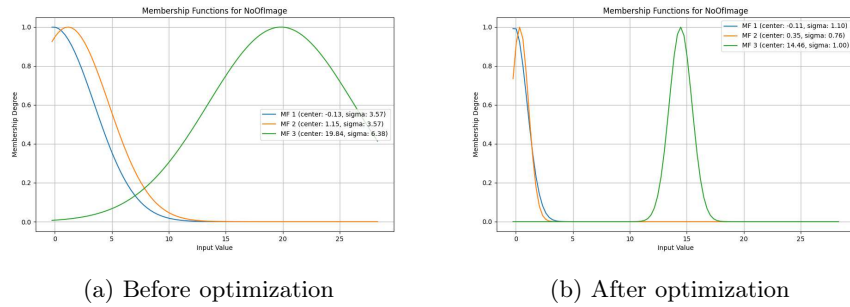 Membership Functions for NoOfImage
1.0
0.8
0.6
0.4
0.2
0.0
Membership Degree
MF 1 (center: -0.13, sigma: 3.57)
MF 2 (center: 1.15, sigma: 3.57)
MF 3 (center: 19.84, sigma: 6.38)
0
5
10
15
20
25
Input Value
(a) Before optimization
Membership Functions for NoOfImage
1.0
0.8
0.6
0.4
0.2
0.0
Membership Degree
MF 1 (center: -0.11, sigma: 1.10)
MF 2 (center: 0.35, sigma: 0.76)
MF 3 (center: 14.46, sigma: 1.00)
0
5
10
15
20
25
Input Value
(b) After optimization